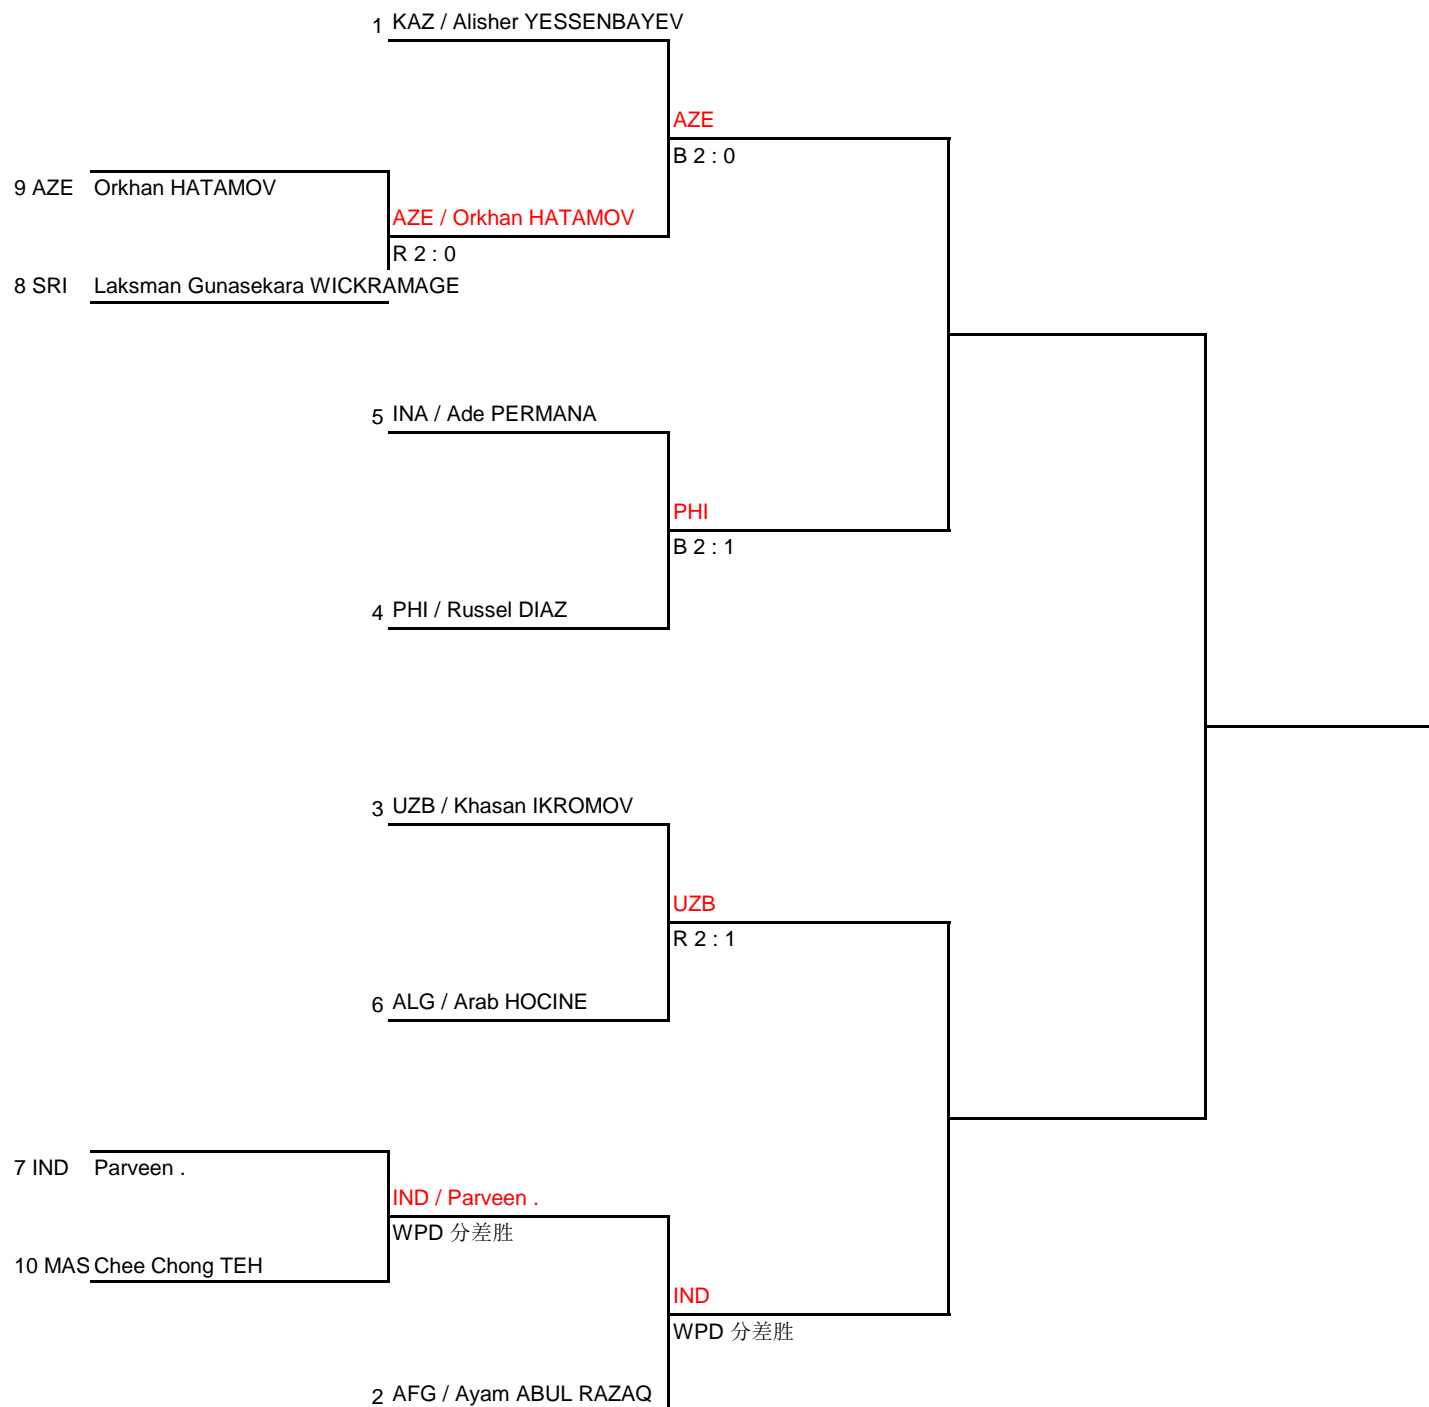 1 KAZ / Alisher YESSENBAYEV
AZE
B 2 : 0
9 AZE Orkhan HATAMOV
AZE / Orkhan HATAMOV
R 2 : 0
8 SRI Laksman Gunasekara WICKRAMAGE
5 INA / Ade PERMANA
PHI
B 2 : 1
4 PHI / Russel DIAZ
3 UZB / Khasan IKROMOV
UZB
R 2 : 1
6 ALG / Arab HOCINE
7 IND Parveen .
IND / Parveen .
WPD 分差胜
10 MAS Chee Chong TEH
IND
WPD 分差胜
2 AFG / Ayam ABUL RAZAQ